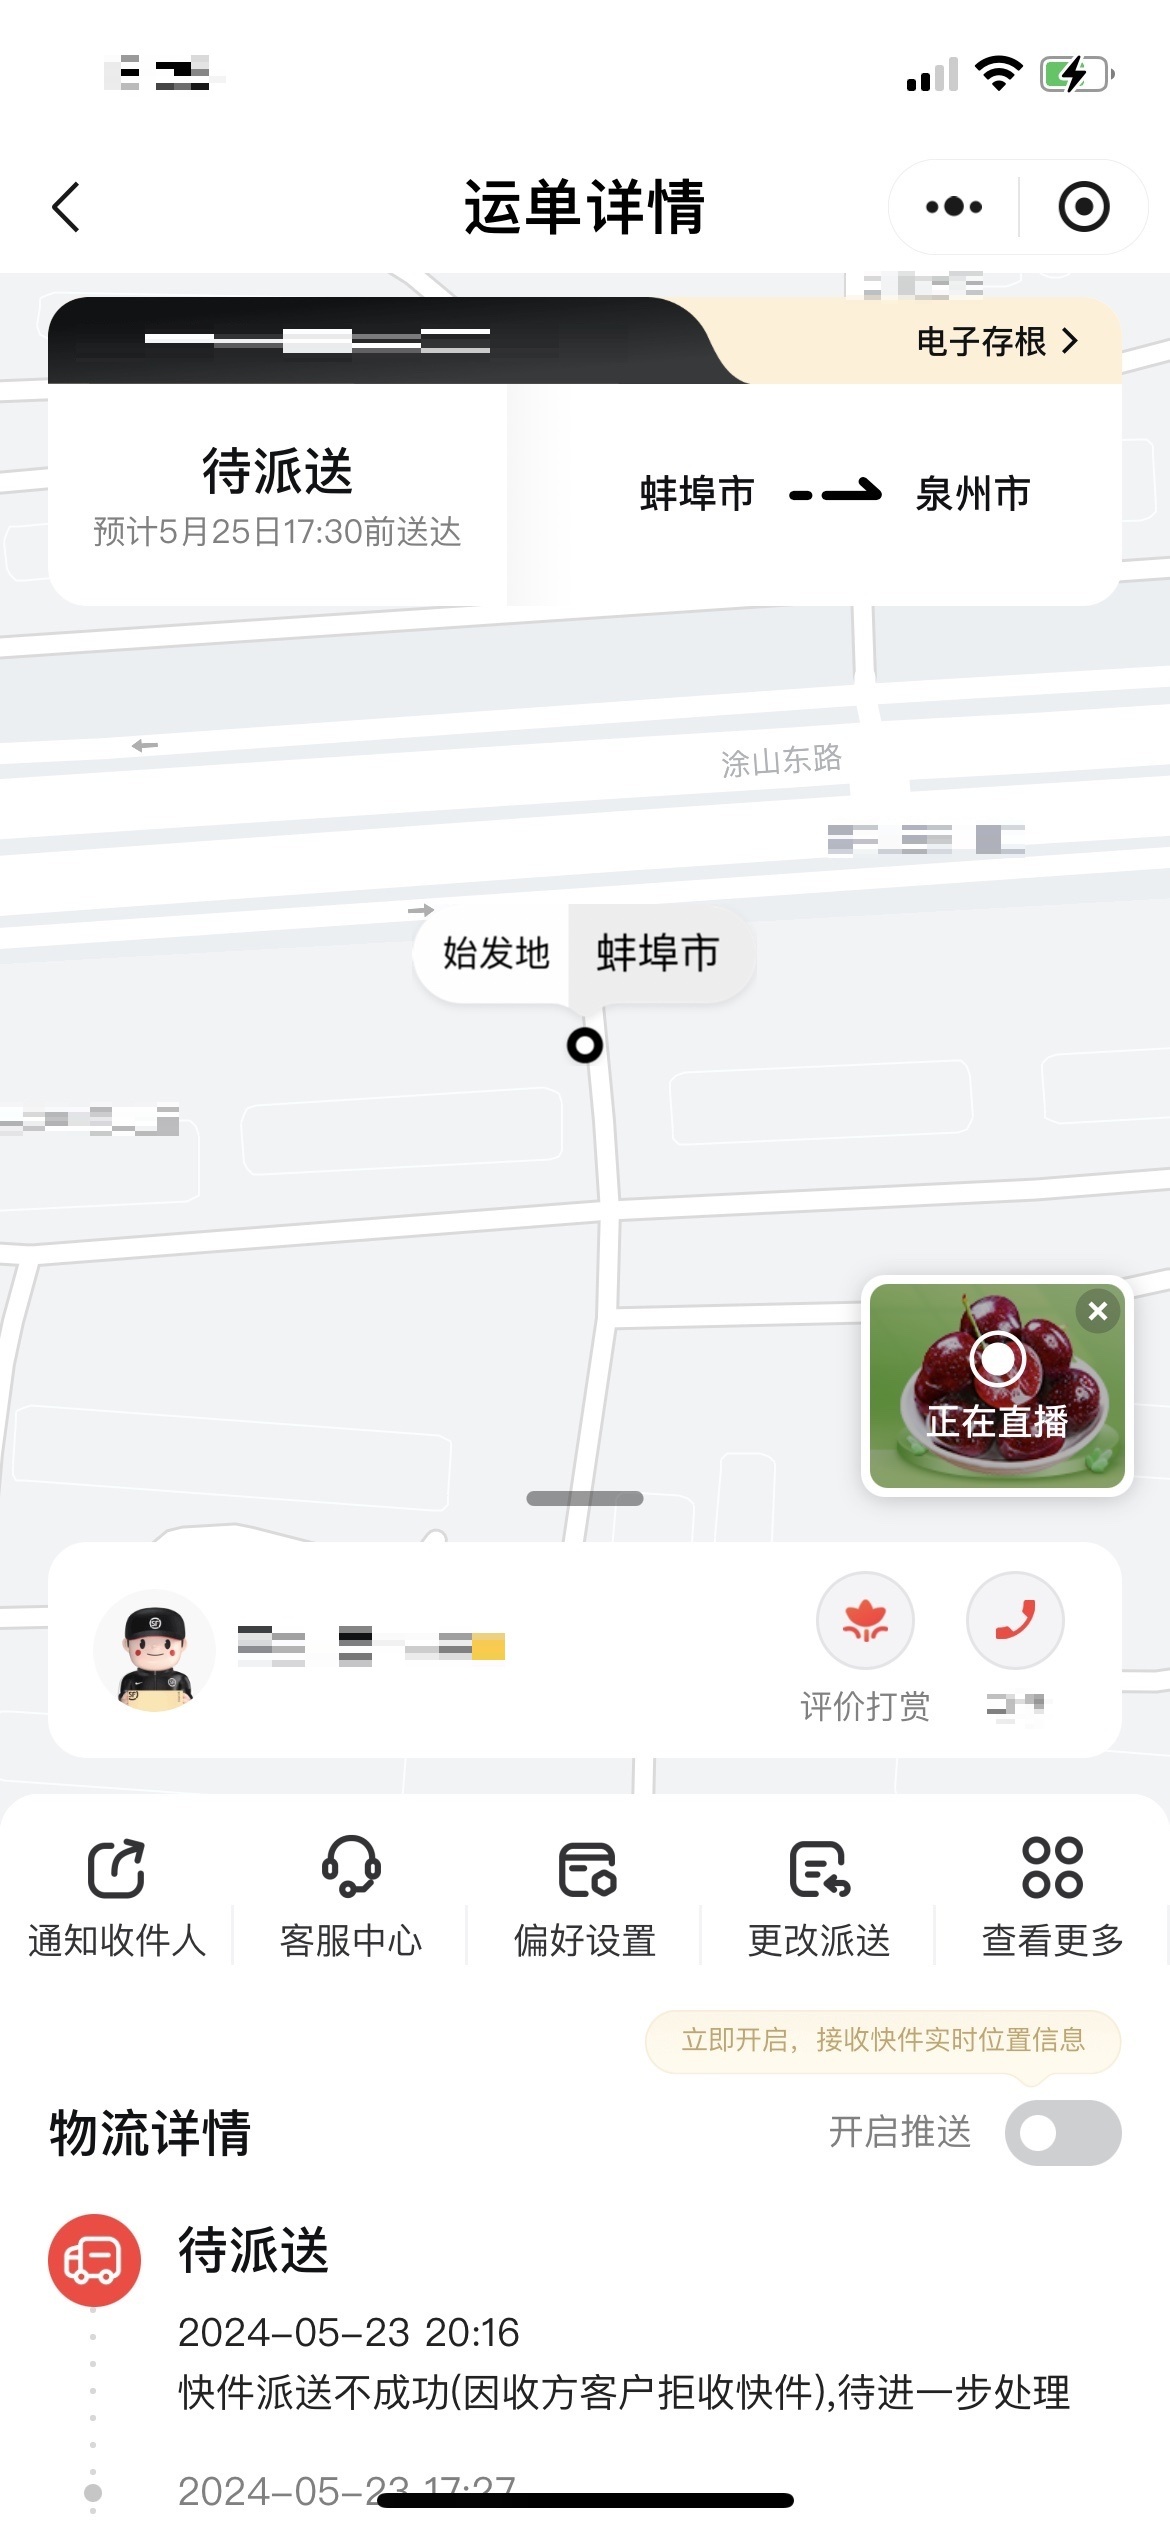 运单详情
电子存根
待派送
预计5月25日17:30前送达
蚌埠市
泉州市
涂山东路
始发地 蚌埠市
正在直播
评价打赏
通知收件人
客服中心
偏好设置
更改派送
查看更多
立即开启，接收快件实时位置信息
物流详情
开启推送
待派送
2024-05-23 20:16
快件派送不成功(因收方客户拒收快件),待进一步处理
2024-05-23 17:27